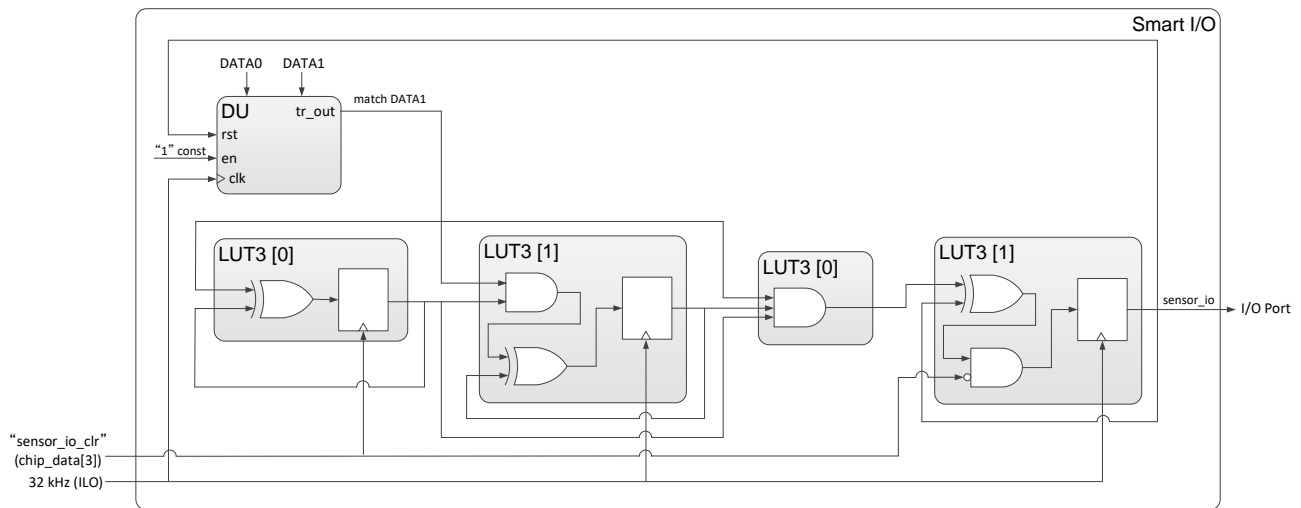 Smart I/O
DATA0 DATA1
DU
tr_out
match DATA1
rst
“1” const
en
clk
LUT3 [0]
LUT3 [1]
LUT3 [0]
LUT3 [1]
sensor_io
I/O Port
“sensor_io_clr”
(chip_data[3])
32 kHz (ILO)